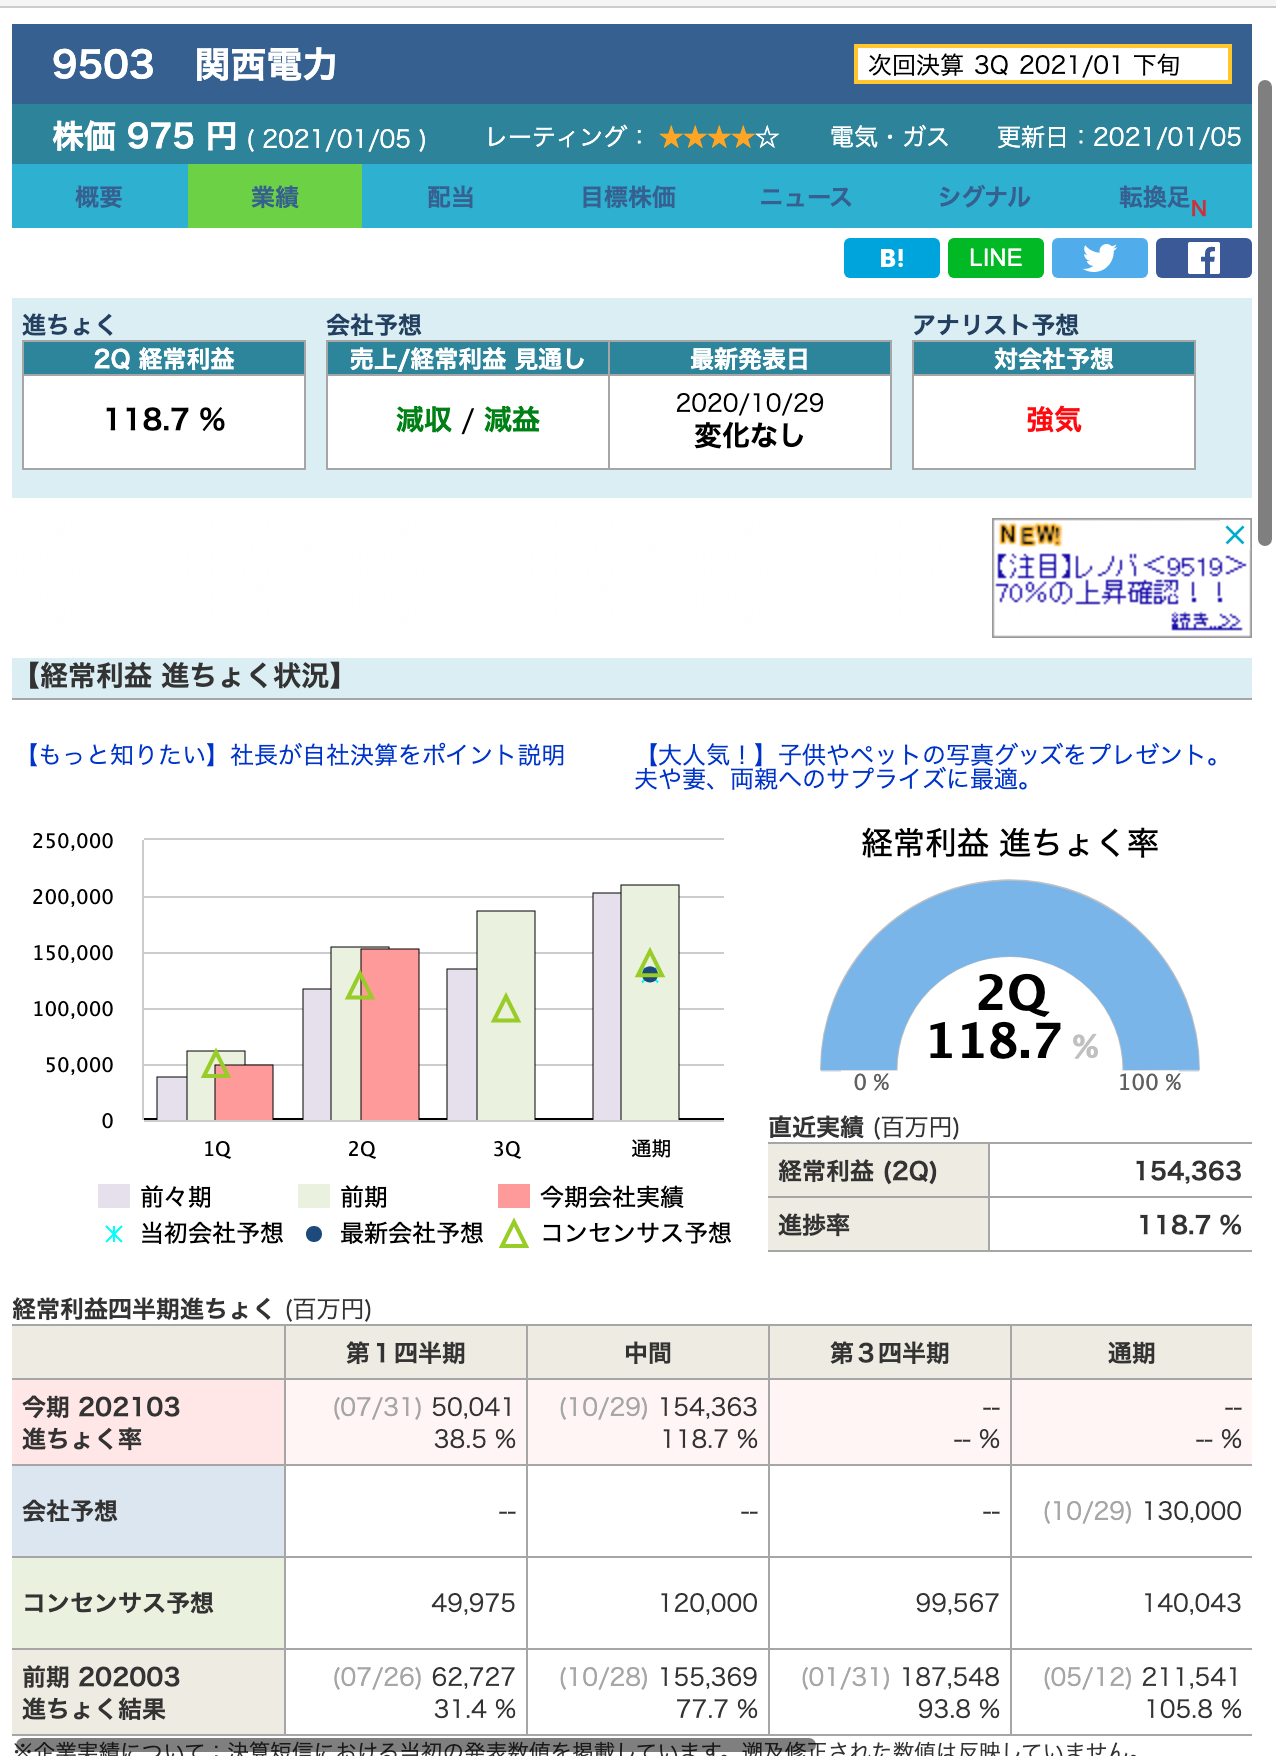 9503 関西電力
次回決算 3Q 2021/01 下旬
株価 975 円 ( 2021/01/05 ) レーティング： ★★★★☆ 電気・ガス 更新日：2021/01/05
概要 業績 配当 目標株価 ニュース シグナル 転換足N
B! LINE
進ちょく 会社予想 アナリスト予想
2Q 経常利益 売上/経常利益 見通し 最新発表日 対会社予想
118.7 % 減収 / 減益 2020/10/29 強気
変化なし
NEW!
【注目】レノバ<9519>
70%の上昇確認！！
続き..>>
【経常利益 進ちょく状況】
【もっと知りたい】社長が自社決算をポイント説明
【大人気！】子供やペットの写真グッズをプレゼント。
夫や妻、両親へのサプライズに最適。
250,000
200,000
150,000
100,000
50,000
0
1Q 2Q 3Q 通期
前々期 前期 今期会社実績
当初会社予想 最新会社予想 コンセンサス予想
経常利益 進ちょく率
2Q
118.7 %
0 % 100 %
直近実績 (百万円)
経常利益 (2Q) 154,363
進捗率 118.7 %
経常利益四半期進ちょく (百万円)
第１四半期 中間 第３四半期 通期
今期 202103 (07/31) 50,041 (10/29) 154,363 -- --
進ちょく率 38.5 % 118.7 % -- % -- %
会社予想 -- -- -- (10/29) 130,000
コンセンサス予想 49,975 120,000 99,567 140,043
前期 202003 (07/26) 62,727 (10/28) 155,369 (01/31) 187,548 (05/12) 211,541
進ちょく結果 31.4 % 77.7 % 93.8 % 105.8 %
※企業実績について：決算短信における当初の発表数値を掲載しています。遡及修正された数値は反映していません。